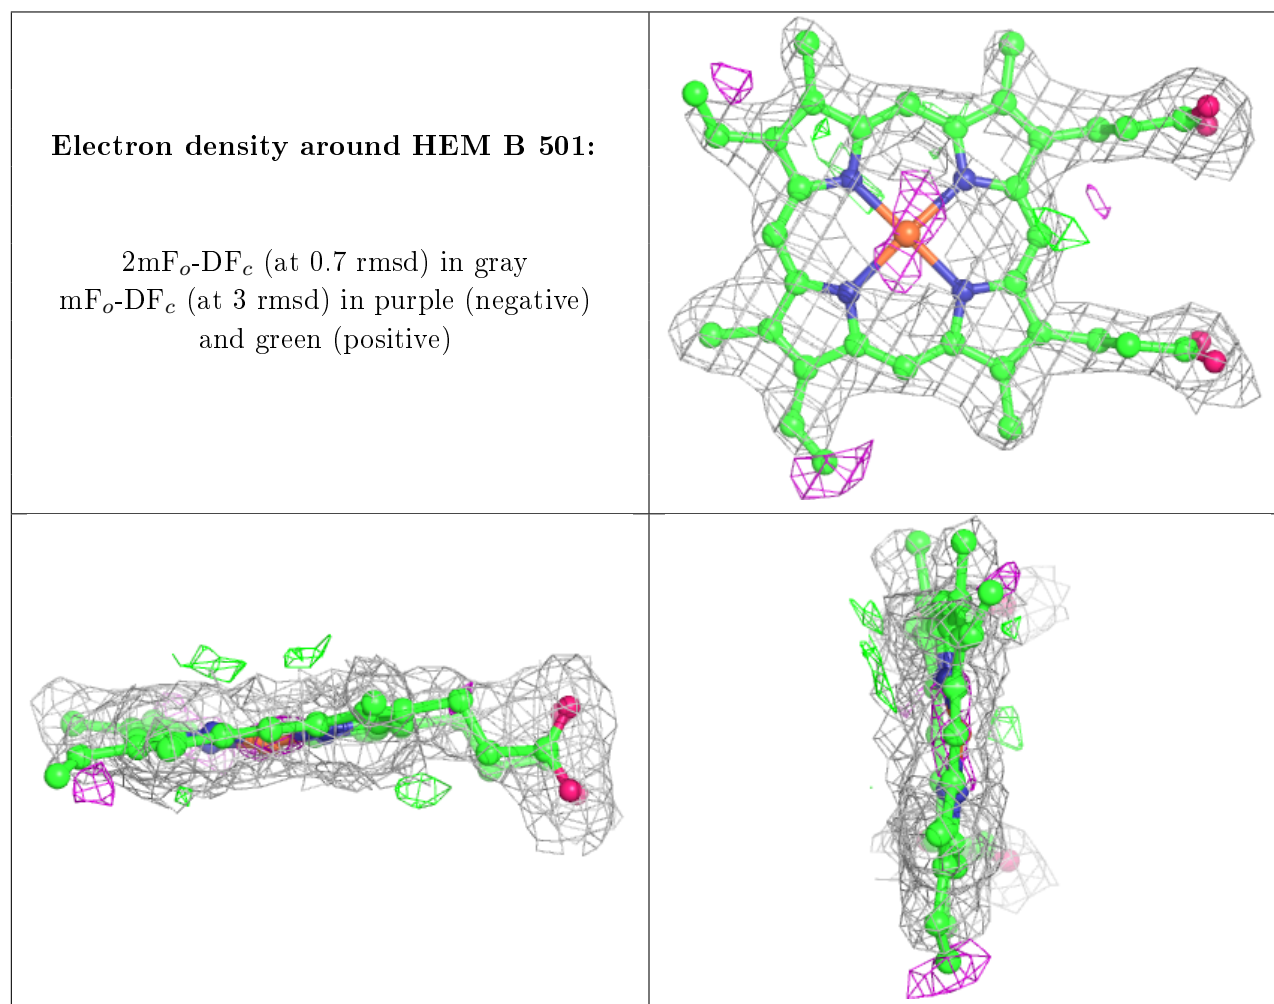 Electron density around HEM B 501:
2mFₒ-DF𝒸 (at 0.7 rmsd) in gray
mFₒ-DF𝒸 (at 3 rmsd) in purple (negative)
and green (positive)